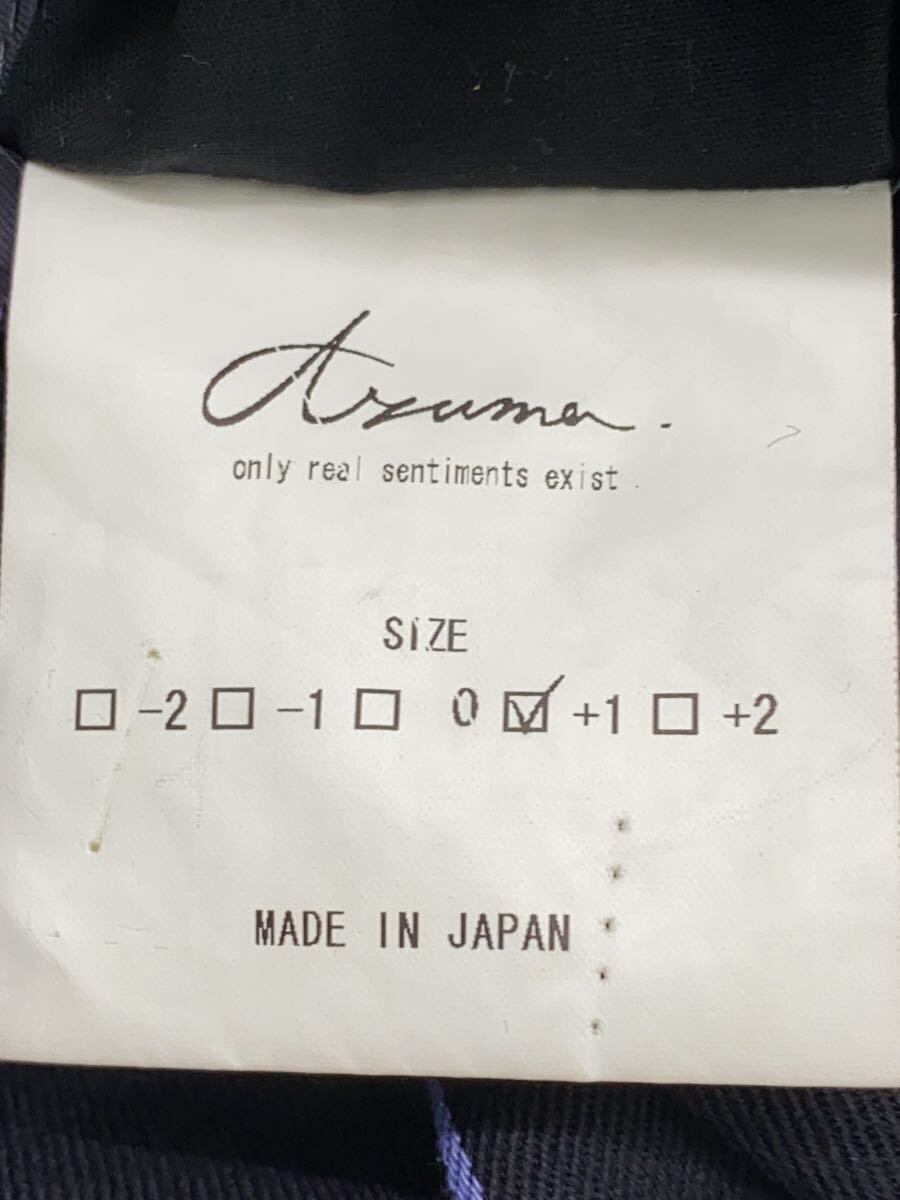 Azuma.
only real sentiments exist.
SIZE
☐ -2 ☐ -1 ☐ 0 ☑ +1 ☐ +2
MADE IN JAPAN